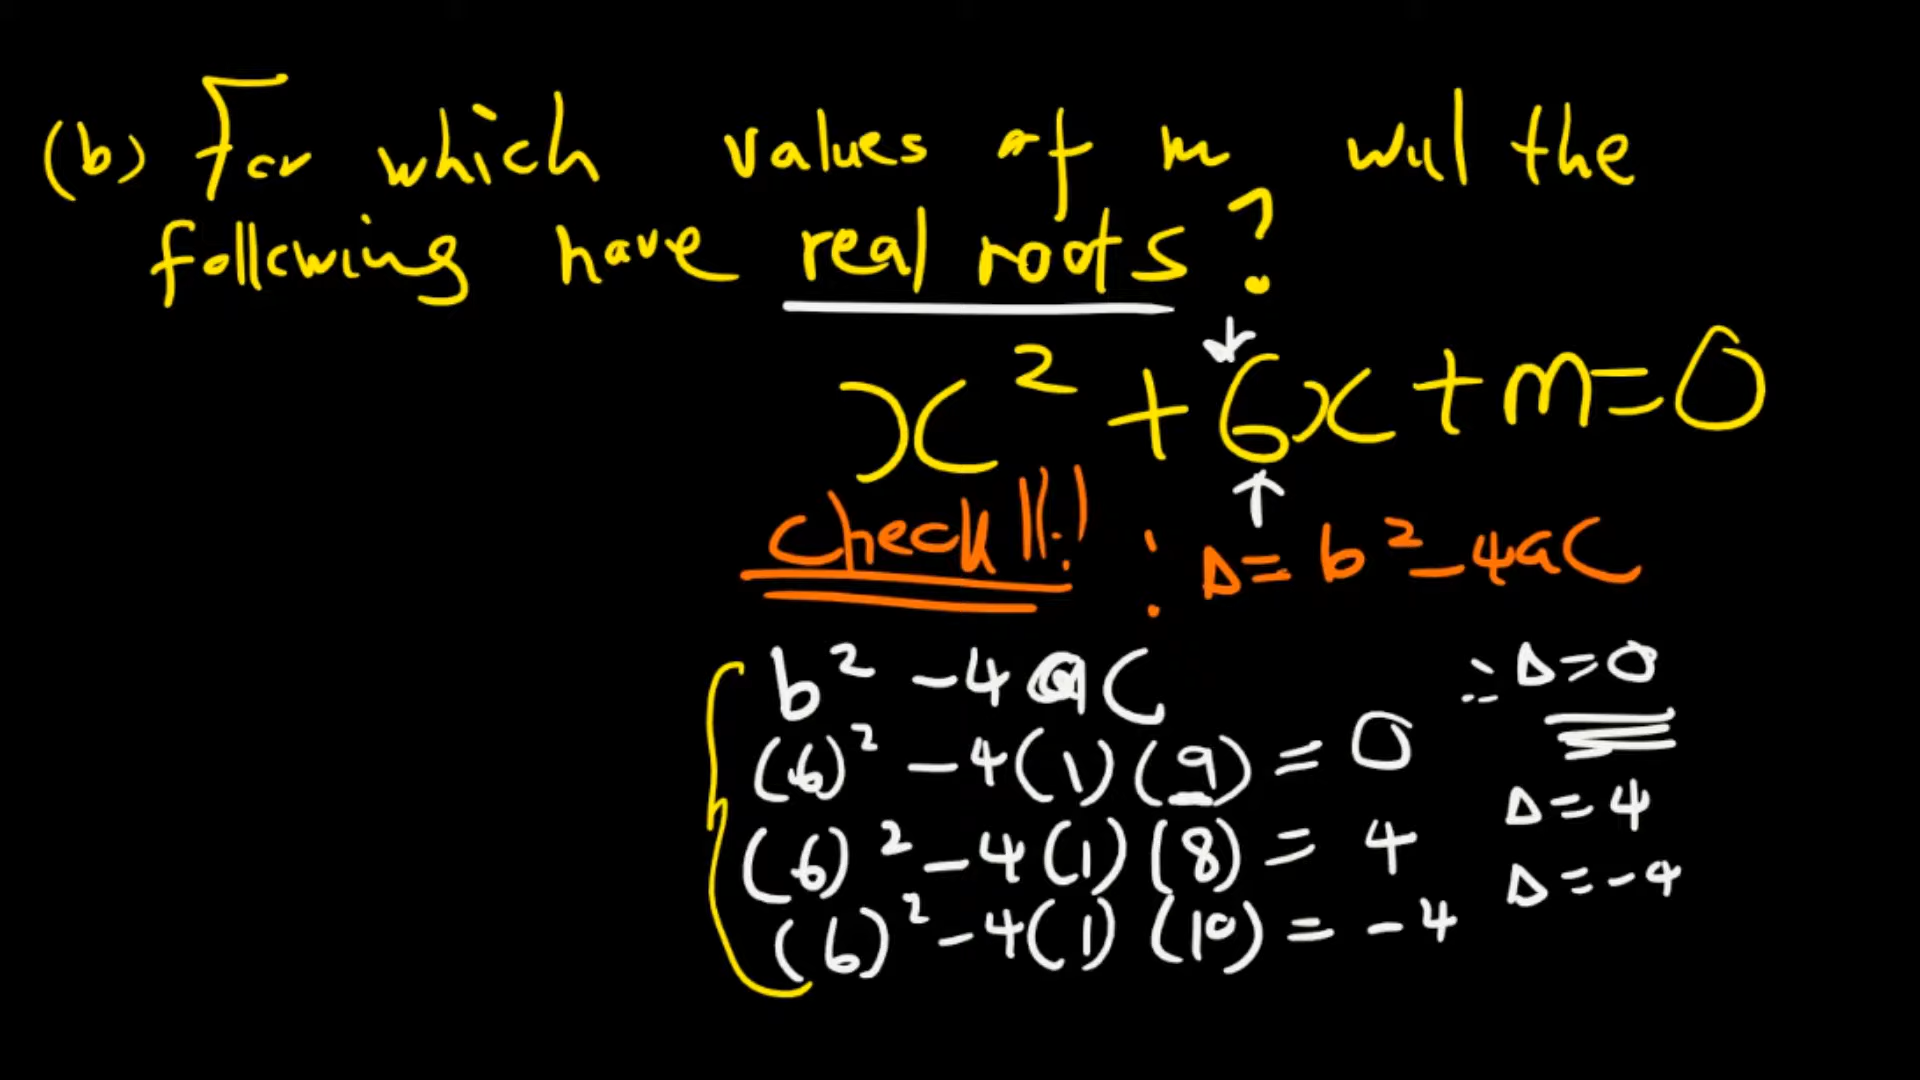 (b) For which values of m will the
following have real roots?
x² + 6x + m = 0
check!!! : Δ = b² - 4ac
b² - 4ac ∴ Δ = 0
(6)² - 4(1)(9) = 0
Δ = 4
(6)² - 4(1)(8) = 4
Δ = -4
(6)² - 4(1)(10) = -4